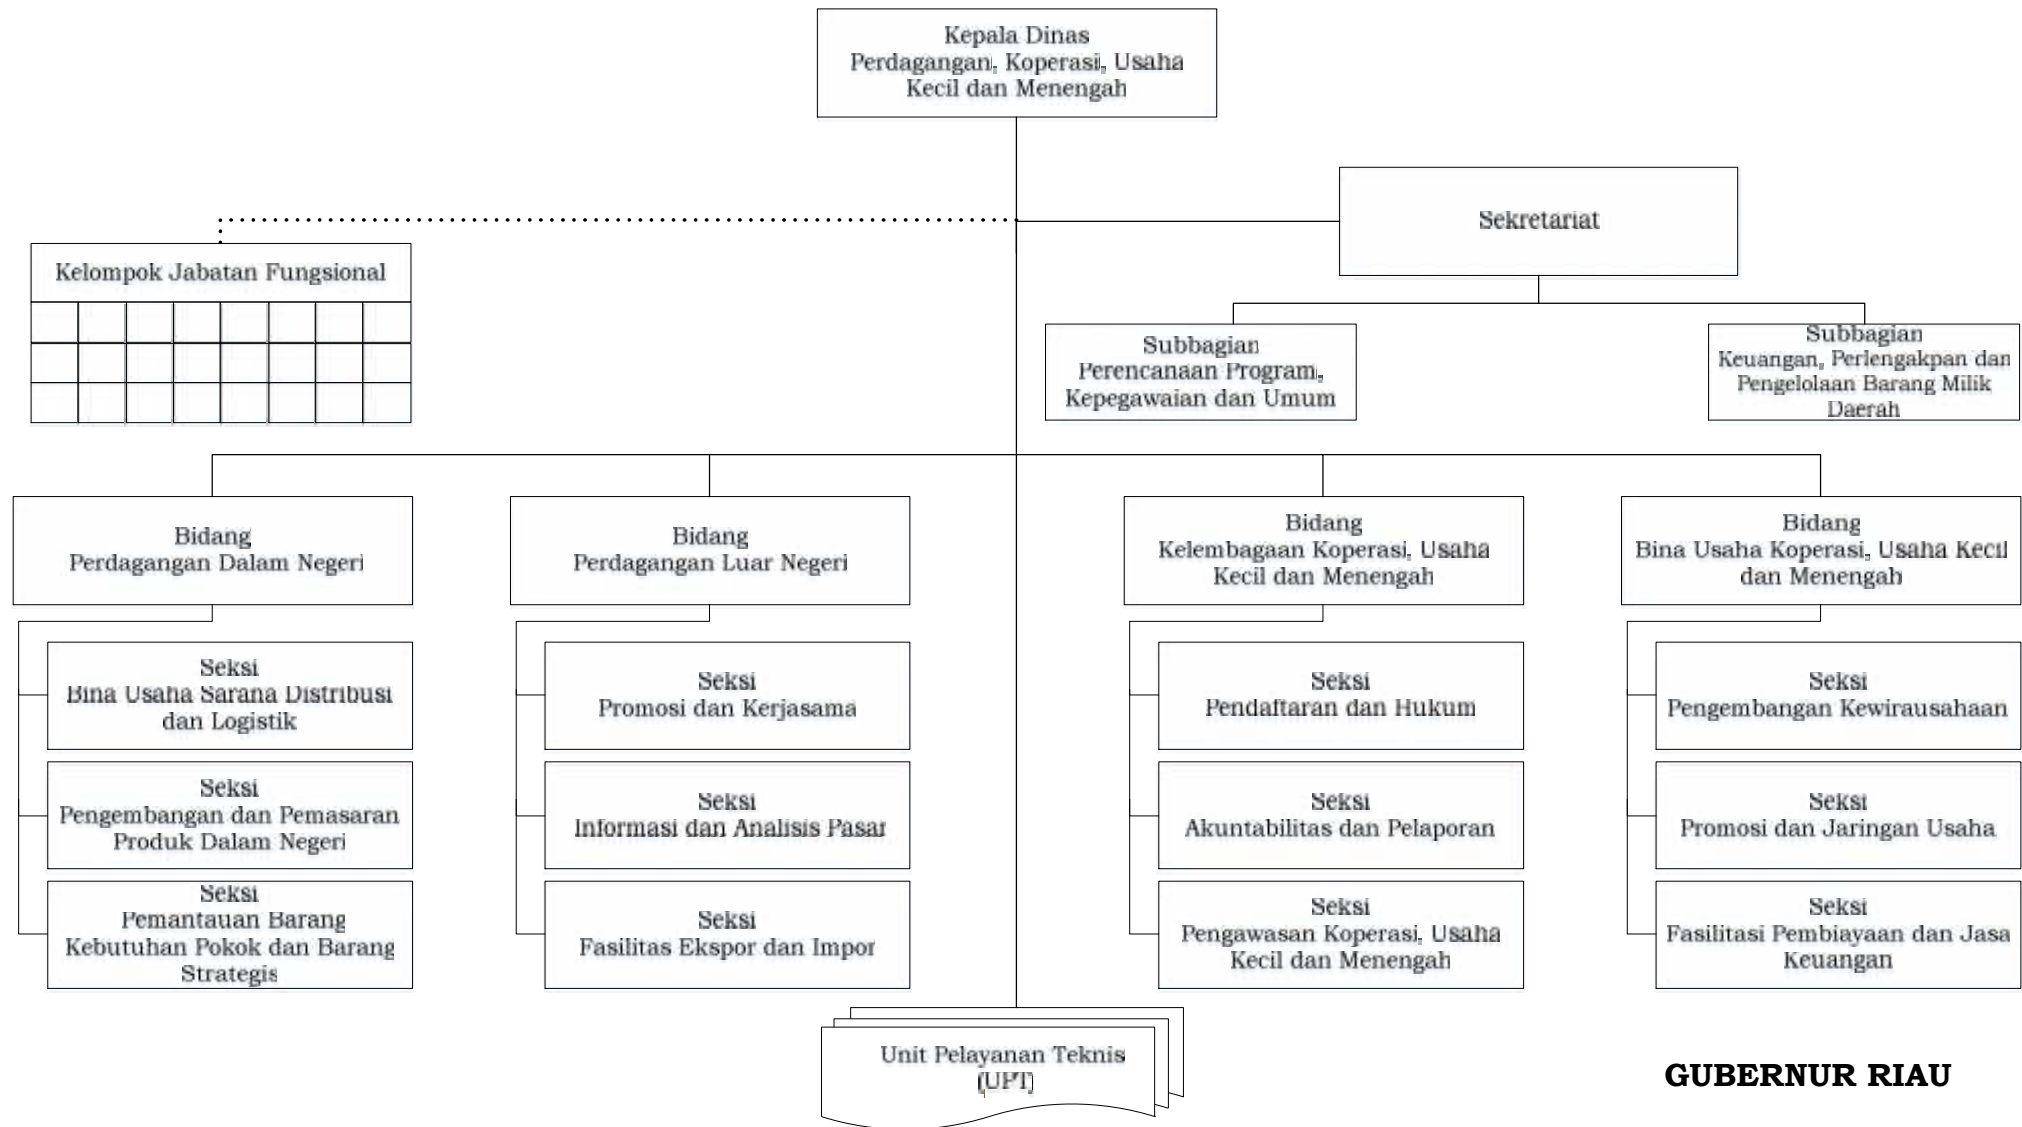 Kepala Dinas
Perdagangan, Koperasi, Usaha
Kecil dan Menengah
Sekretariat
Kelompok Jabatan Fungsional
Subbagian
Perencanaan Program,
Kepegawaian dan Umum
Subbagian
Keuangan, Perlengakpan dan
Pengelolaan Barang Milik
Daerah
Bidang
Perdagangan Dalam Negeri
Bidang
Perdagangan Luar Negeri
Bidang
Kelembagaan Koperasi, Usaha
Kecil dan Menengah
Bidang
Bina Usaha Koperasi, Usaha Kecil
dan Menengah
Seksi
Bina Usaha Sarana Distribusi
dan Logistik
Seksi
Promosi dan Kerjasama
Seksi
Pendaftaran dan Hukum
Seksi
Pengembangan Kewirausahaan
Seksi
Pengembangan dan Pemasaran
Produk Dalam Negeri
Seksi
Informasi dan Analisis Pasar
Seksi
Akuntabilitas dan Pelaporan
Seksi
Promosi dan Jaringan Usaha
Seksi
Pemantauan Barang
Kebutuhan Pokok dan Barang
Strategis
Seksi
Fasilitas Ekspor dan Impor
Seksi
Pengawasan Koperasi, Usaha
Kecil dan Menengah
Seksi
Fasilitasi Pembiayaan dan Jasa
Keuangan
Unit Pelayanan Teknis
(UPT)
GUBERNUR RIAU